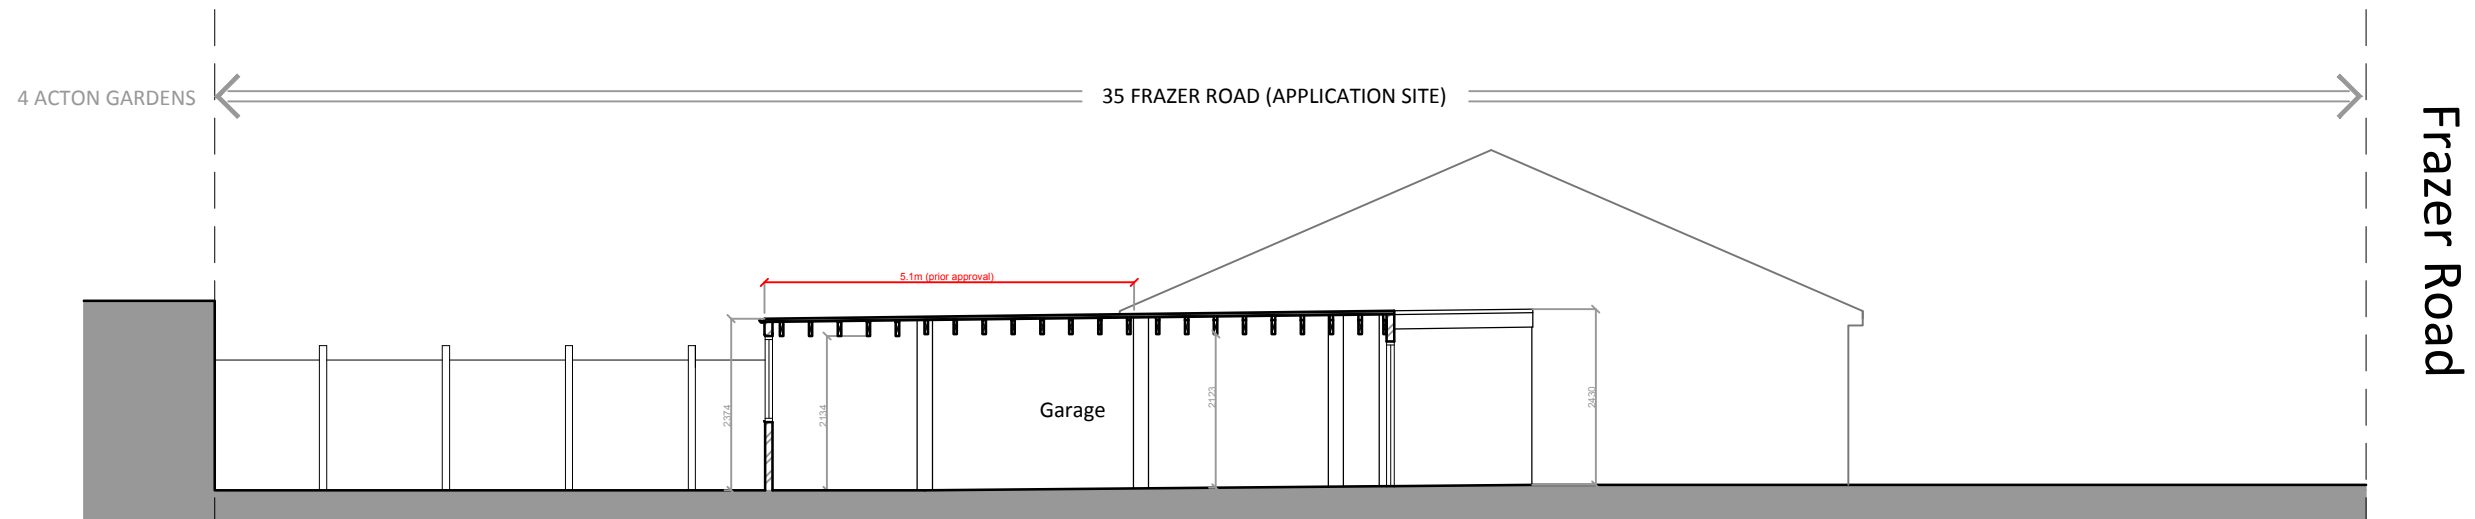 4 ACTON GARDENS
35 FRAZER ROAD (APPLICATION SITE)
Frazer Road
5.1m (prior approval)
2374
2134
Garage
2123
2430